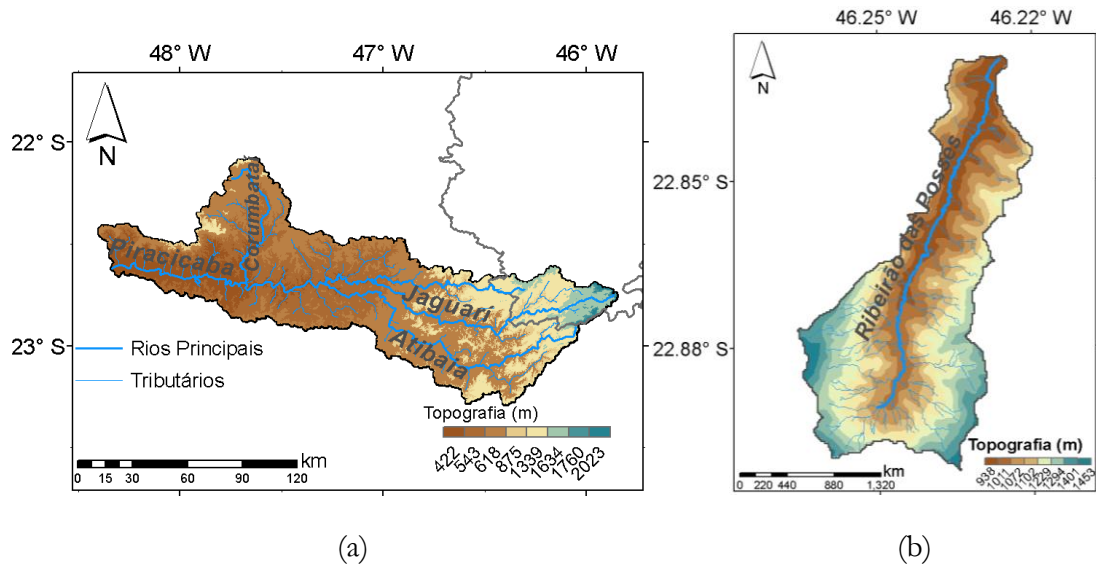 48° W
47° W
46° W
22° S
23° S
N
Corumbataí
Piracicaba
Jaguari
Atibaia
Rios Principais
Tributários
Topografia (m)
422 543 618 875 1339 1634 1760 2023
km
0 15 30 60 90 120
(a)
46.25° W
46.22° W
N
22.85° S
22.88° S
Ribeirão das Posses
Topografia (m)
938 1011 1072 1102 1229 1294 1401 1453
km
0 220 440 880 1,320
(b)